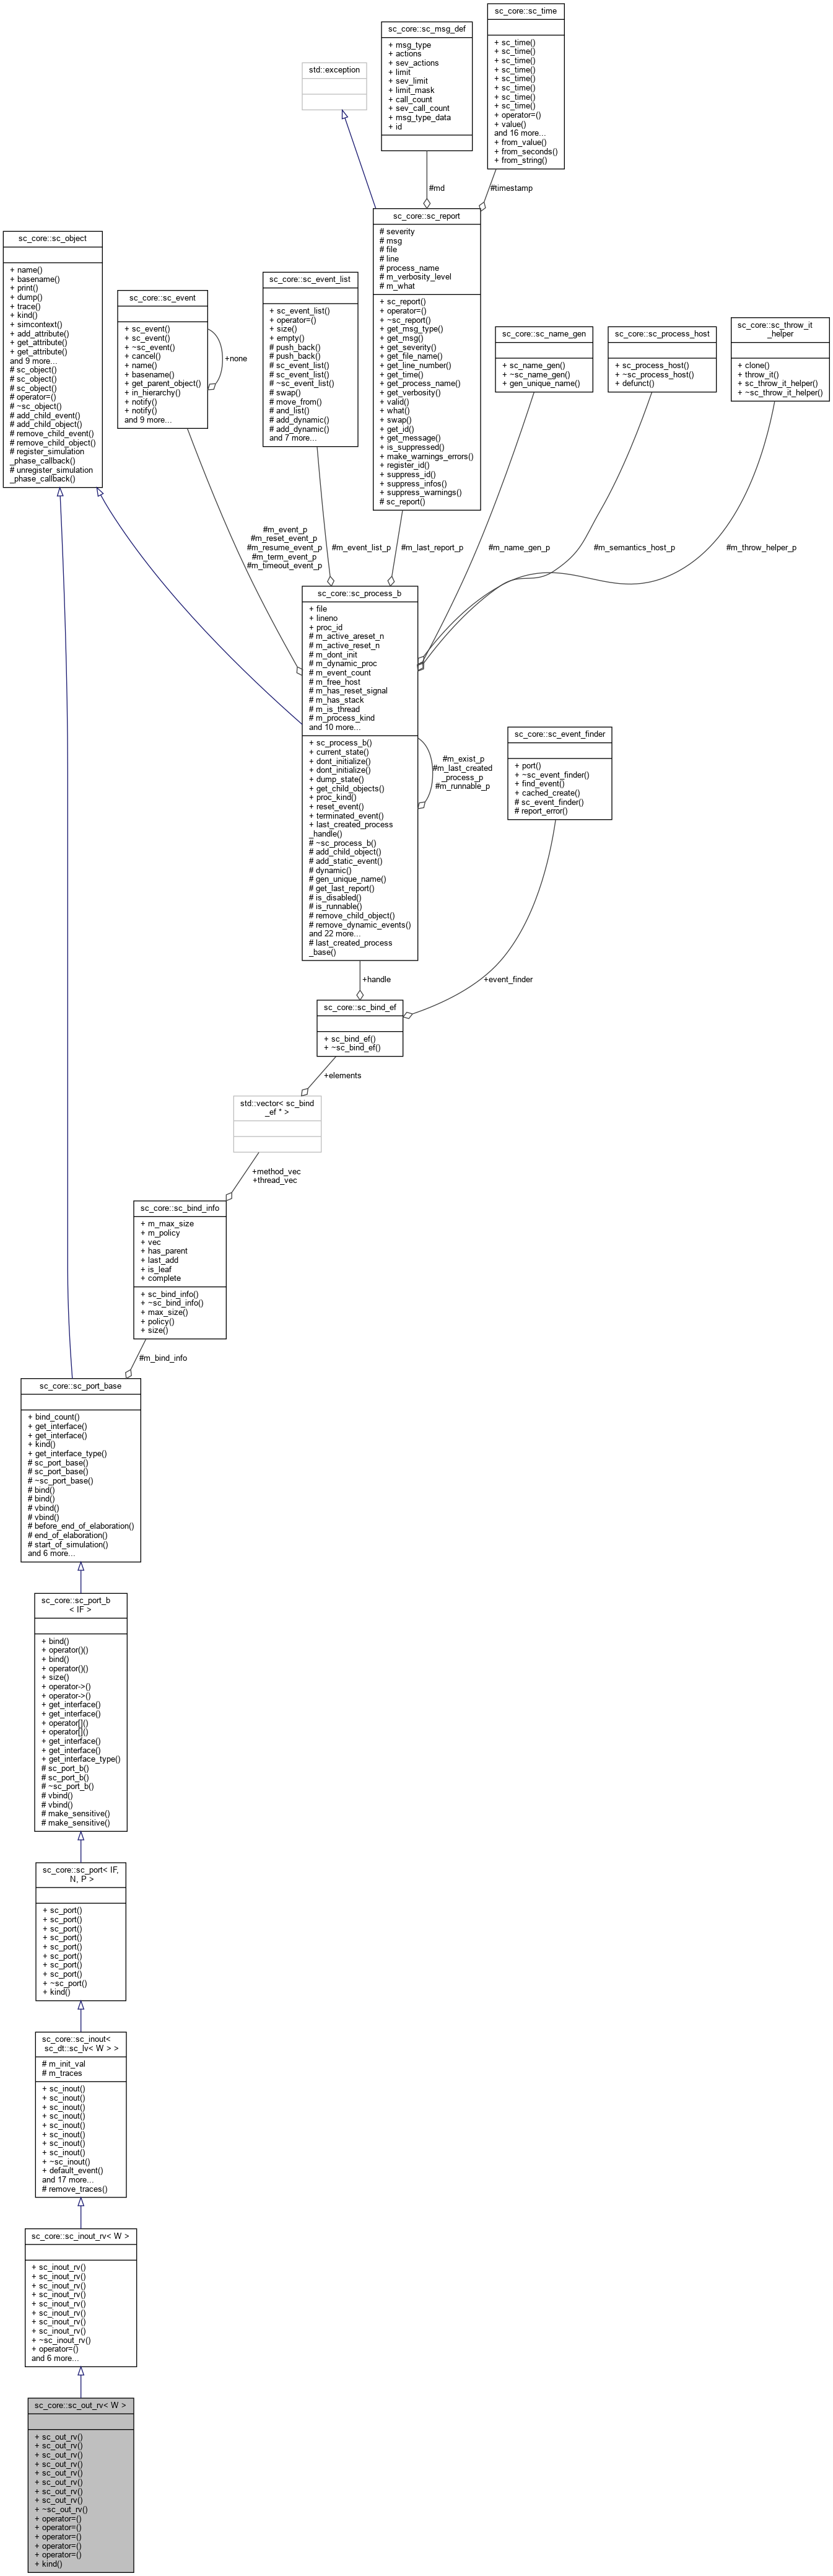 sc_core::sc_time
+ sc_time()
+ sc_time()
+ sc_time()
+ sc_time()
+ sc_time()
+ sc_time()
+ sc_time()
+ sc_time()
+ operator=()
+ value()
and 16 more...
+ from_value()
+ from_seconds()
+ from_string()
sc_core::sc_msg_def
+ msg_type
+ actions
+ sev_actions
+ limit
+ sev_limit
+ limit_mask
+ call_count
+ sev_call_count
+ msg_type_data
+ id
std::exception
#md
#timestamp
sc_core::sc_report
# severity
# msg
# file
# line
# process_name
# m_verbosity_level
# m_what
+ sc_report()
+ operator=()
+ ~sc_report()
+ get_msg_type()
+ get_msg()
+ get_severity()
+ get_file_name()
+ get_line_number()
+ get_time()
+ get_process_name()
+ get_verbosity()
+ valid()
+ what()
+ swap()
+ get_id()
+ get_message()
+ is_suppressed()
+ make_warnings_errors()
+ register_id()
+ suppress_id()
+ suppress_infos()
+ suppress_warnings()
# sc_report()
sc_core::sc_object
+ name()
+ basename()
+ print()
+ dump()
+ trace()
+ kind()
+ simcontext()
+ add_attribute()
+ get_attribute()
+ get_attribute()
and 9 more...
# sc_object()
# sc_object()
# sc_object()
# operator=()
# ~sc_object()
# add_child_event()
# add_child_object()
# remove_child_event()
# remove_child_object()
# register_simulation
_phase_callback()
# unregister_simulation
_phase_callback()
sc_core::sc_event
+ sc_event()
+ sc_event()
+ ~sc_event()
+ cancel()
+ name()
+ basename()
+ get_parent_object()
+ in_hierarchy()
+ notify()
+ notify()
and 9 more...
+none
sc_core::sc_event_list
+ sc_event_list()
+ operator=()
+ size()
+ empty()
# push_back()
# push_back()
# sc_event_list()
# sc_event_list()
# ~sc_event_list()
# swap()
# move_from()
# and_list()
# add_dynamic()
# add_dynamic()
and 7 more...
sc_core::sc_name_gen
+ sc_name_gen()
+ ~sc_name_gen()
+ gen_unique_name()
sc_core::sc_process_host
+ sc_process_host()
+ ~sc_process_host()
+ defunct()
sc_core::sc_throw_it
_helper
+ clone()
+ throw_it()
+ sc_throw_it_helper()
+ ~sc_throw_it_helper()
#m_event_p
#m_reset_event_p
#m_resume_event_p
#m_term_event_p
#m_timeout_event_p
#m_event_list_p
#m_last_report_p
#m_name_gen_p
#m_semantics_host_p
#m_throw_helper_p
sc_core::sc_process_b
+ file
+ lineno
+ proc_id
# m_active_areset_n
# m_active_reset_n
# m_dont_init
# m_dynamic_proc
# m_event_count
# m_free_host
# m_has_reset_signal
# m_has_stack
# m_is_thread
# m_process_kind
and 10 more...
+ sc_process_b()
+ current_state()
+ dont_initialize()
+ dont_initialize()
+ dump_state()
+ get_child_objects()
+ proc_kind()
+ reset_event()
+ terminated_event()
+ last_created_process
_handle()
# ~sc_process_b()
# add_child_object()
# add_static_event()
# dynamic()
# gen_unique_name()
# get_last_report()
# is_disabled()
# is_runnable()
# remove_child_object()
# remove_dynamic_events()
and 22 more...
# last_created_process
_base()
#m_exist_p
#m_last_created
_process_p
#m_runnable_p
sc_core::sc_event_finder
+ port()
+ ~sc_event_finder()
+ find_event()
+ cached_create()
# sc_event_finder()
# report_error()
+handle
+event_finder
sc_core::sc_bind_ef
+ sc_bind_ef()
+ ~sc_bind_ef()
+elements
std::vector< sc_bind
_ef * >
+method_vec
+thread_vec
sc_core::sc_bind_info
+ m_max_size
+ m_policy
+ vec
+ has_parent
+ last_add
+ is_leaf
+ complete
+ sc_bind_info()
+ ~sc_bind_info()
+ max_size()
+ policy()
+ size()
#m_bind_info
sc_core::sc_port_base
+ bind_count()
+ get_interface()
+ get_interface()
+ kind()
+ get_interface_type()
# sc_port_base()
# sc_port_base()
# ~sc_port_base()
# bind()
# bind()
# vbind()
# vbind()
# before_end_of_elaboration()
# end_of_elaboration()
# start_of_simulation()
and 6 more...
sc_core::sc_port_b
< IF >
+ bind()
+ operator()()
+ bind()
+ operator()()
+ size()
+ operator->()
+ operator->()
+ get_interface()
+ get_interface()
+ operator[]()
+ operator[]()
+ get_interface()
+ get_interface()
+ get_interface_type()
# sc_port_b()
# sc_port_b()
# ~sc_port_b()
# vbind()
# vbind()
# make_sensitive()
# make_sensitive()
sc_core::sc_port< IF,
N, P >
+ sc_port()
+ sc_port()
+ sc_port()
+ sc_port()
+ sc_port()
+ sc_port()
+ sc_port()
+ sc_port()
+ ~sc_port()
+ kind()
sc_core::sc_inout<
sc_dt::sc_lv< W > >
# m_init_val
# m_traces
+ sc_inout()
+ sc_inout()
+ sc_inout()
+ sc_inout()
+ sc_inout()
+ sc_inout()
+ sc_inout()
+ sc_inout()
+ ~sc_inout()
+ default_event()
and 17 more...
# remove_traces()
sc_core::sc_inout_rv< W >
+ sc_inout_rv()
+ sc_inout_rv()
+ sc_inout_rv()
+ sc_inout_rv()
+ sc_inout_rv()
+ sc_inout_rv()
+ sc_inout_rv()
+ sc_inout_rv()
+ ~sc_inout_rv()
+ operator=()
and 6 more...
sc_core::sc_out_rv< W >
+ sc_out_rv()
+ sc_out_rv()
+ sc_out_rv()
+ sc_out_rv()
+ sc_out_rv()
+ sc_out_rv()
+ sc_out_rv()
+ sc_out_rv()
+ ~sc_out_rv()
+ operator=()
+ operator=()
+ operator=()
+ operator=()
+ operator=()
+ kind()